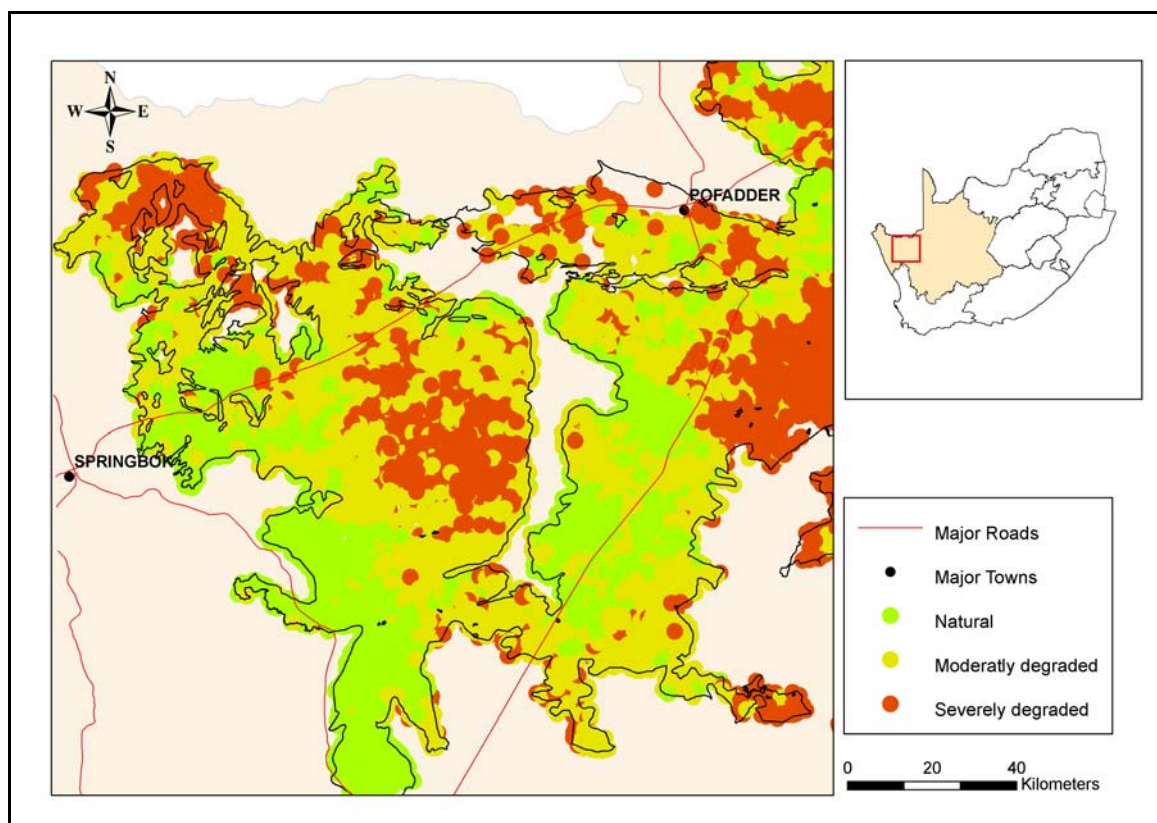 N
W E
S
POFADDER
SPRINGBOK
Major Roads
Major Towns
Natural
Moderatly degraded
Severely degraded
0 20 40
Kilometers